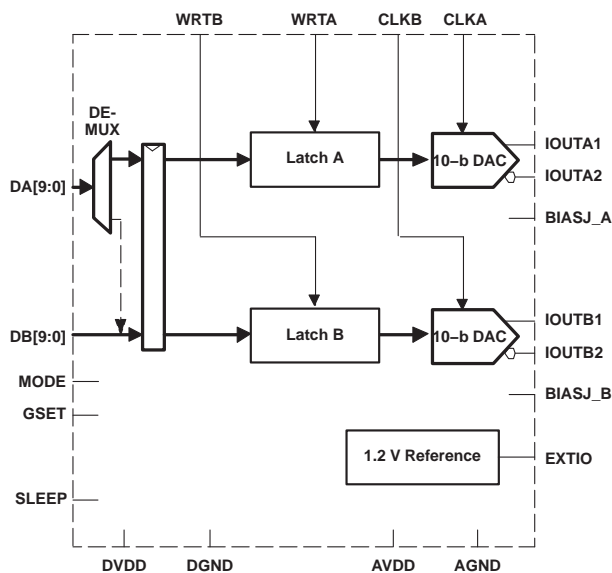 WRTB WRTA CLKB CLKA
DE-
MUX
Latch A
10–b DAC
IOUTA1
IOUTA2
DA[9:0]
BIASJ_A
DB[9:0]
Latch B
10–b DAC
IOUTB1
IOUTB2
MODE
BIASJ_B
GSET
1.2 V Reference
EXTIO
SLEEP
DVDD DGND AVDD AGND